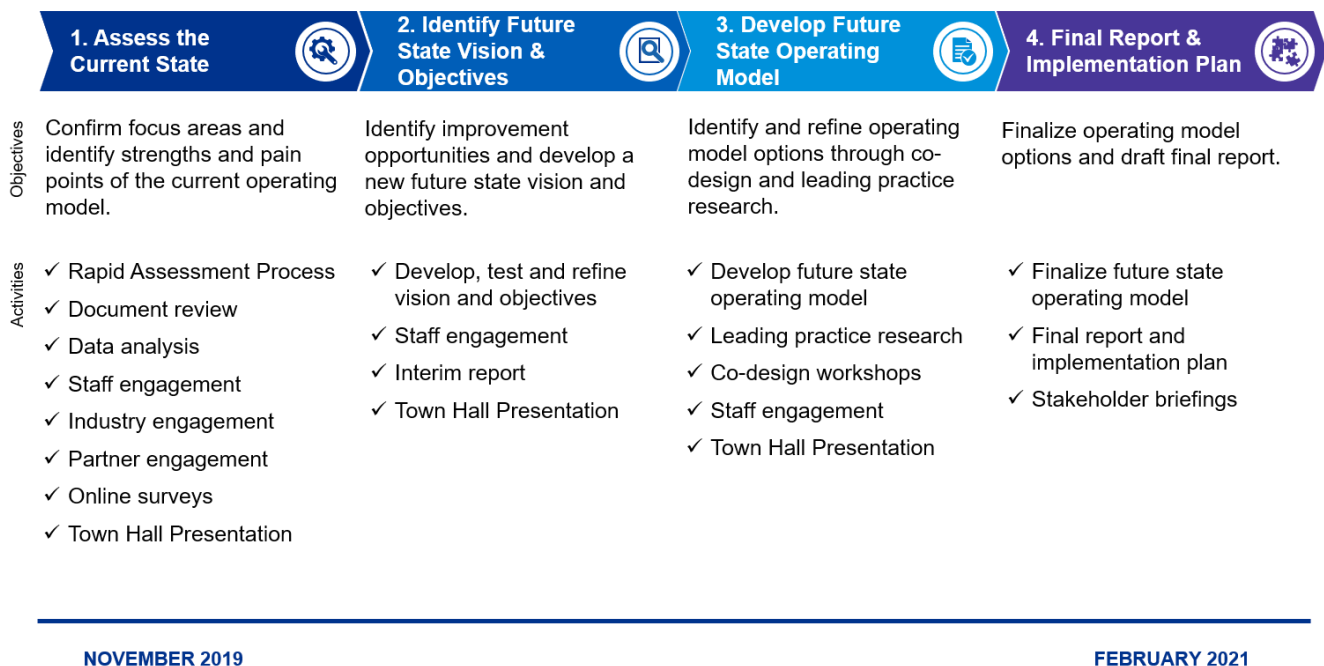 1. Assess the
Current State
2. Identify Future
State Vision &
Objectives
3. Develop Future
State Operating
Model
4. Final Report &
Implementation Plan
Objectives
Confirm focus areas and
identify strengths and pain
points of the current operating
model.
Identify improvement
opportunities and develop a
new future state vision and
objectives.
Identify and refine operating
model options through co-
design and leading practice
research.
Finalize operating model
options and draft final report.
Activities
✓ Rapid Assessment Process
✓ Document review
✓ Data analysis
✓ Staff engagement
✓ Industry engagement
✓ Partner engagement
✓ Online surveys
✓ Town Hall Presentation
✓ Develop, test and refine
vision and objectives
✓ Staff engagement
✓ Interim report
✓ Town Hall Presentation
✓ Develop future state
operating model
✓ Leading practice research
✓ Co-design workshops
✓ Staff engagement
✓ Town Hall Presentation
✓ Finalize future state
operating model
✓ Final report and
implementation plan
✓ Stakeholder briefings
NOVEMBER 2019
FEBRUARY 2021